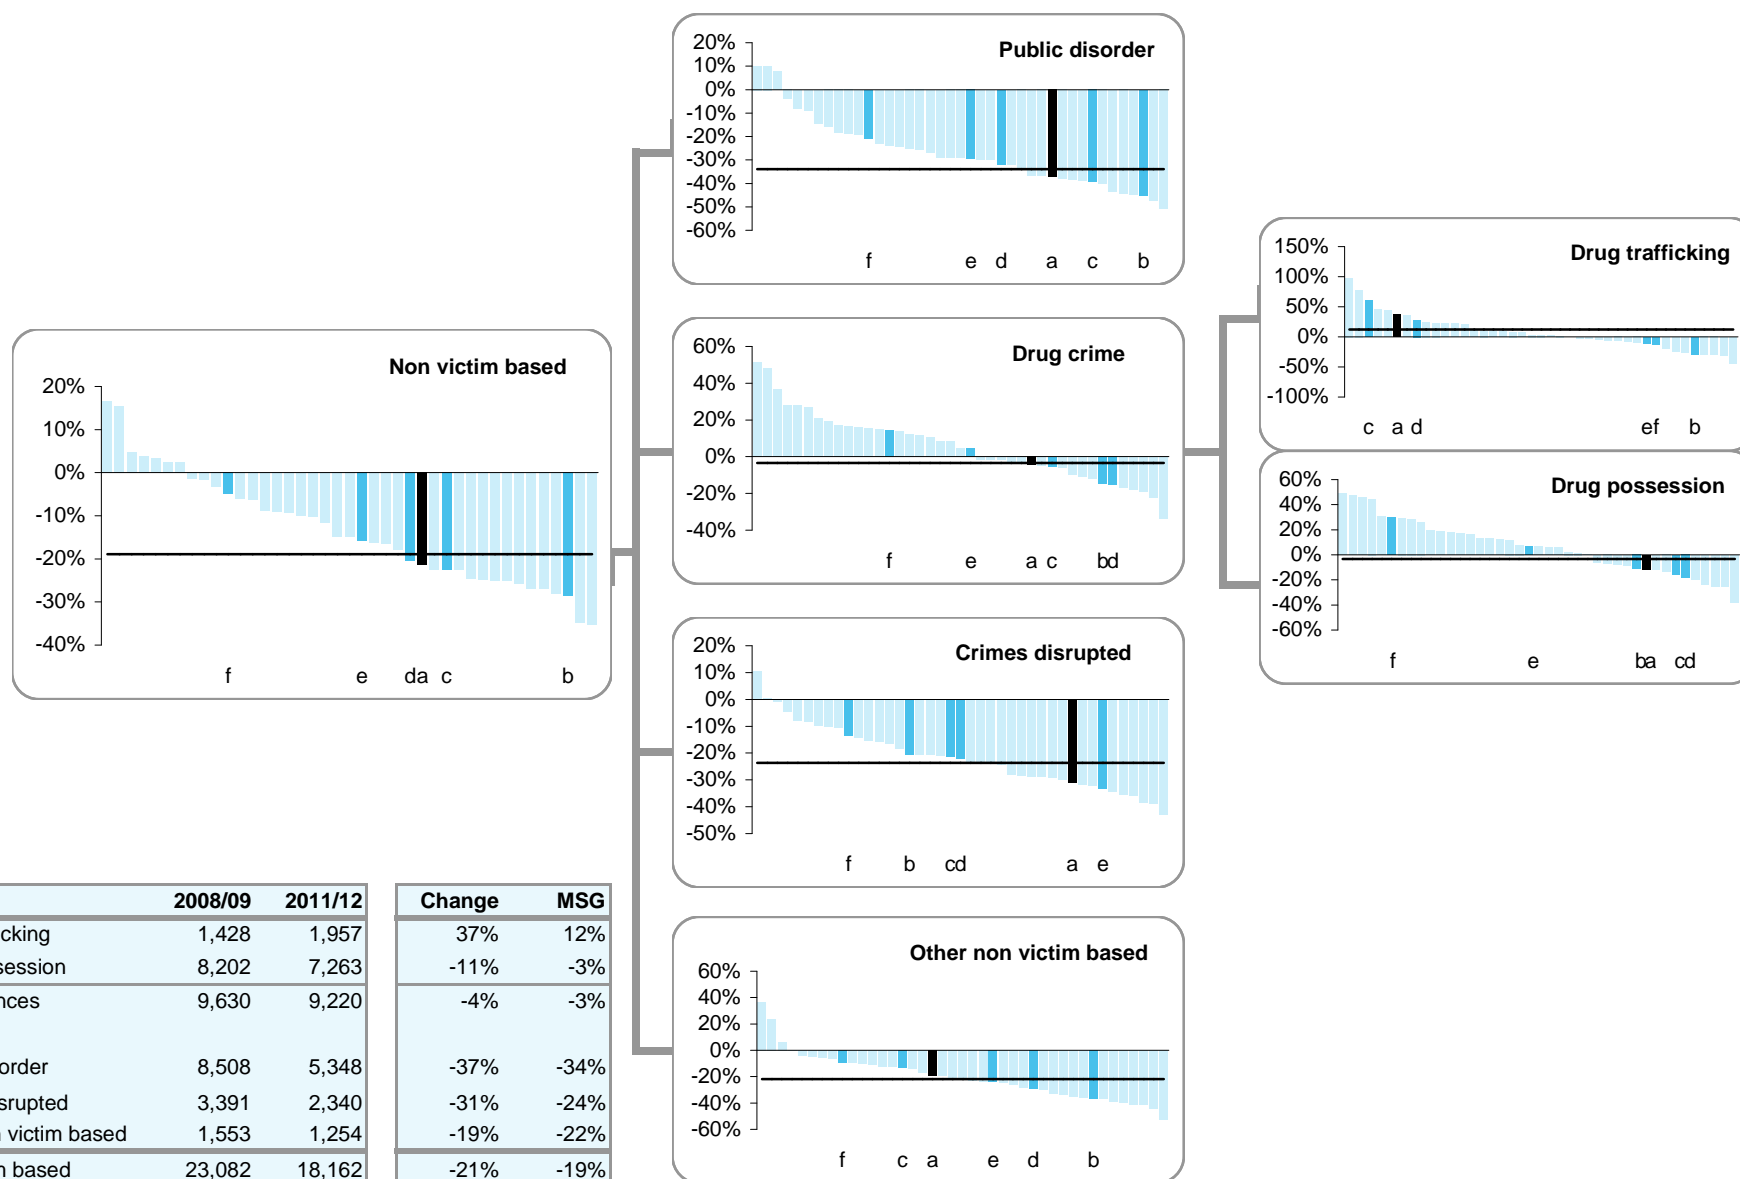 Public disorder
20%
10%
0%
-10%
-20%
-30%
-40%
-50%
-60%
f e d a c b
Drug trafficking
150%
100%
50%
0%
-50%
-100%
c a d ef b
Non victim based
20%
10%
0%
-10%
-20%
-30%
-40%
f e da c b
Drug crime
60%
40%
20%
0%
-20%
-40%
f e a c bd
Drug possession
60%
40%
20%
0%
-20%
-40%
-60%
f e ba cd
Crimes disrupted
20%
10%
0%
-10%
-20%
-30%
-40%
-50%
f b cd a e
Other non victim based
60%
40%
20%
0%
-20%
-40%
-60%
f c a e d b
2008/09 2011/12 Change MSG
cking 1,428 1,957 37% 12%
session 8,202 7,263 -11% -3%
nces 9,630 9,220 -4% -3%
order 8,508 5,348 -37% -34%
srupted 3,391 2,340 -31% -24%
n victim based 1,553 1,254 -19% -22%
n based 23,082 18,162 -21% -19%